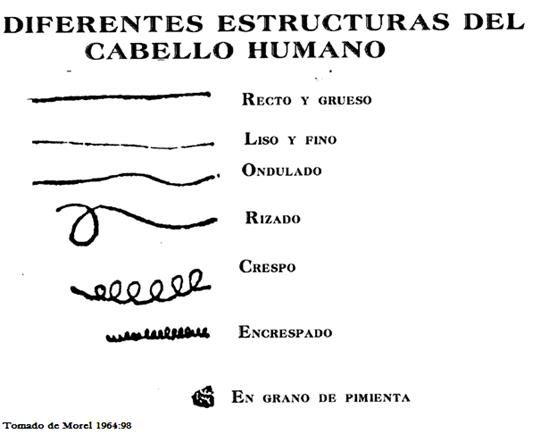 DIFERENTES ESTRUCTURAS DEL
CABELLO HUMANO
RECTO Y GRUESO
LISO Y FINO
ONDULADO
RIZADO
CRESPO
ENCRESPADO
EN GRANO DE PIMIENTA
Tomado de Morel 1964:98